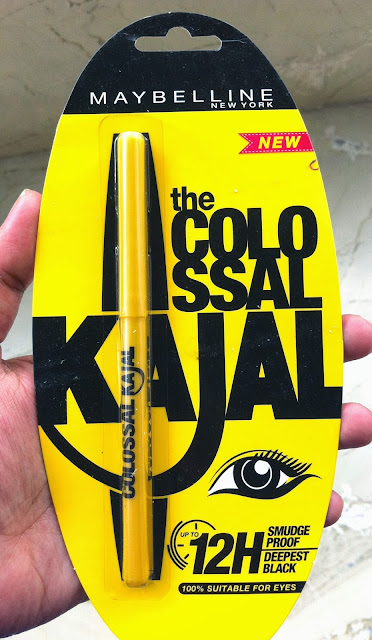 MAYBELLINE
NEW YORK
NEW
the
COLO
SSAL
KAJAL
COLOSSAL KAJAL
UP TO
12H
SMUDGE
PROOF
DEEPEST
BLACK
100% SUITABLE FOR EYES